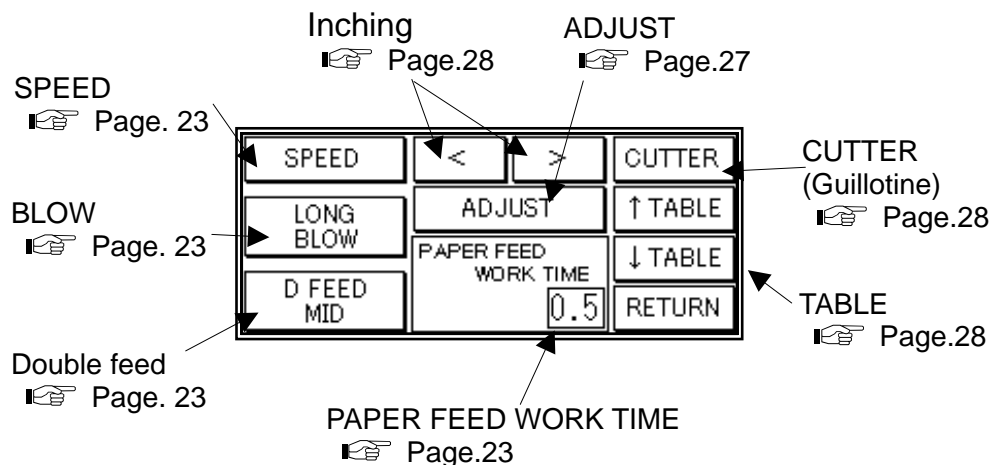 Inching
Page.28
ADJUST
Page.27
SPEED
Page. 23
BLOW
Page. 23
Double feed
Page. 23
SPEED
<
>
CUTTER
LONG
BLOW
ADJUST
↑ TABLE
PAPER FEED
WORK TIME
0.5
↓ TABLE
D FEED
MID
RETURN
CUTTER
(Guillotine)
Page.28
TABLE
Page.28
PAPER FEED WORK TIME
Page.23